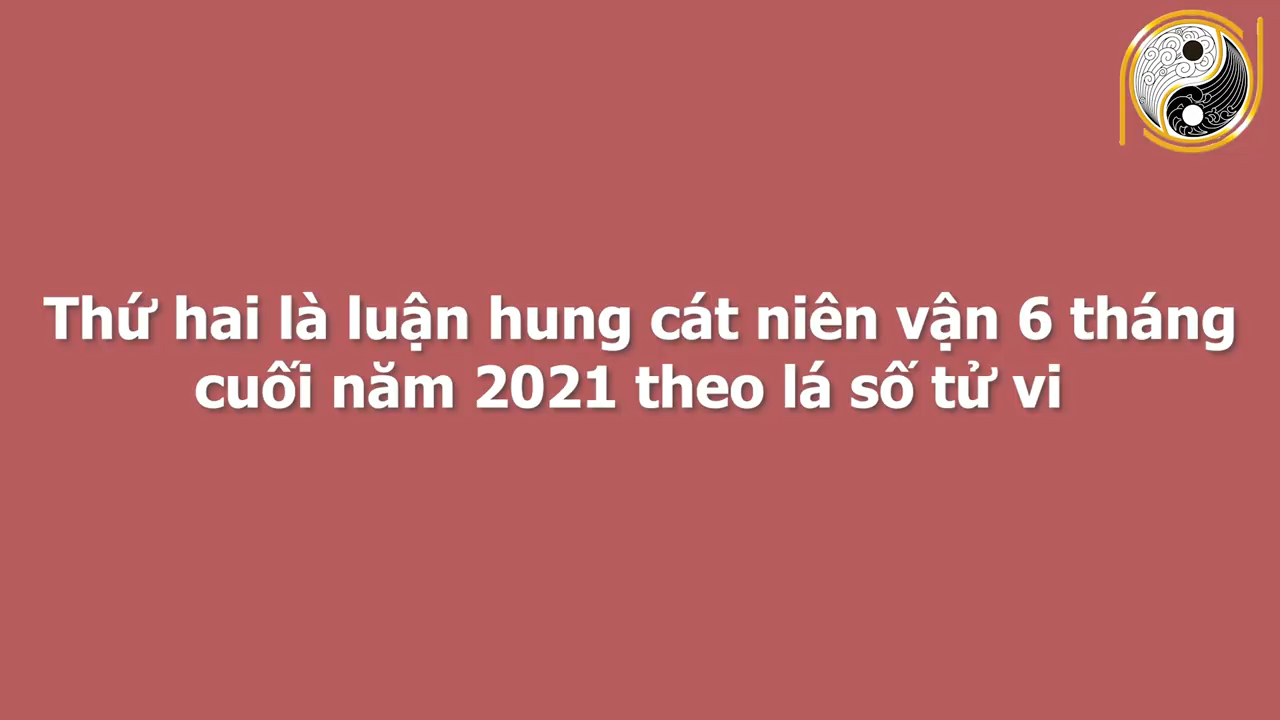 Thứ hai là luận hung cát niên vận 6 tháng
cuối năm 2021 theo lá số tử vi